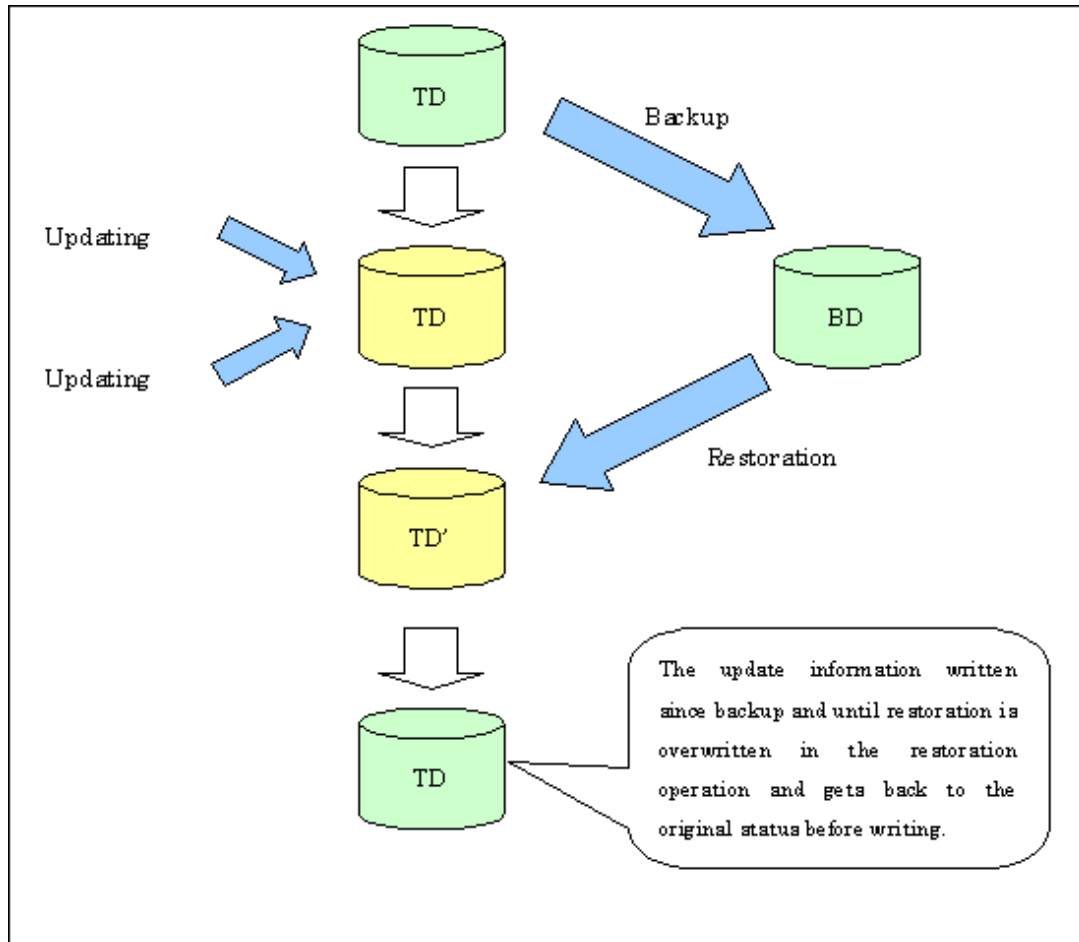 TD
Backup
Updating
TD
BD
Updating
Restoration
TD'
The update information written
since backup and until restoration is
overwritten in the restoration
operation and gets back to the
original status before writing.
TD